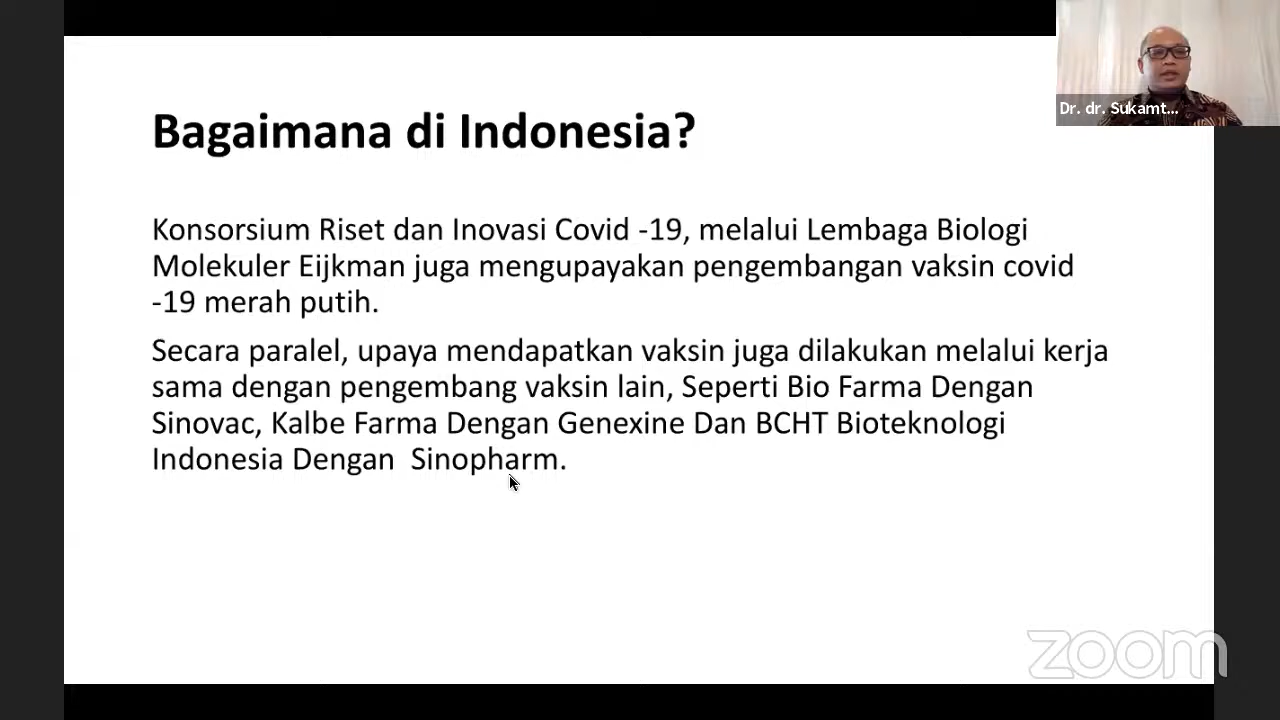 Dr. dr. Sukamt...
Bagaimana di Indonesia?
Konsorsium Riset dan Inovasi Covid -19, melalui Lembaga Biologi
Molekuler Eijkman juga mengupayakan pengembangan vaksin covid
-19 merah putih.
Secara paralel, upaya mendapatkan vaksin juga dilakukan melalui kerja
sama dengan pengembang vaksin lain, Seperti Bio Farma Dengan
Sinovac, Kalbe Farma Dengan Genexine Dan BCHT Bioteknologi
Indonesia Dengan  Sinopharm.
zoom